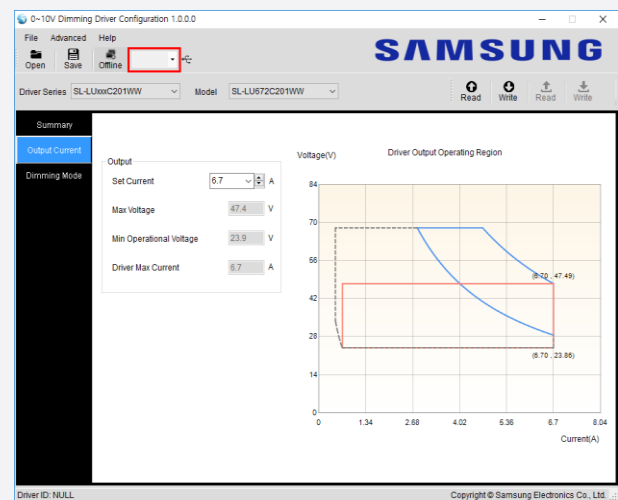 0~10V Dimming Driver Configuration 1.0.0.0
File Advanced Help
Open Save Offline
SAMSUNG
Driver Series SL-LUxxxC201WW Model SL-LU672C201WW
Read Write Read Write
Summary
Output Current
Dimming Mode
Output
Set Current 6.7 A
Max Voltage 47.4 V
Min Operational Voltage 23.9 V
Driver Max Current 6.7 A
Voltage(V) Driver Output Operating Region
84
70
56
42
28
14
0
(6.70 , 47.49)
(6.70 , 23.86)
0 1.34 2.68 4.02 5.36 6.7 8.04
Current(A)
Driver ID: NULL Copyright © Samsung Electronics Co., Ltd.